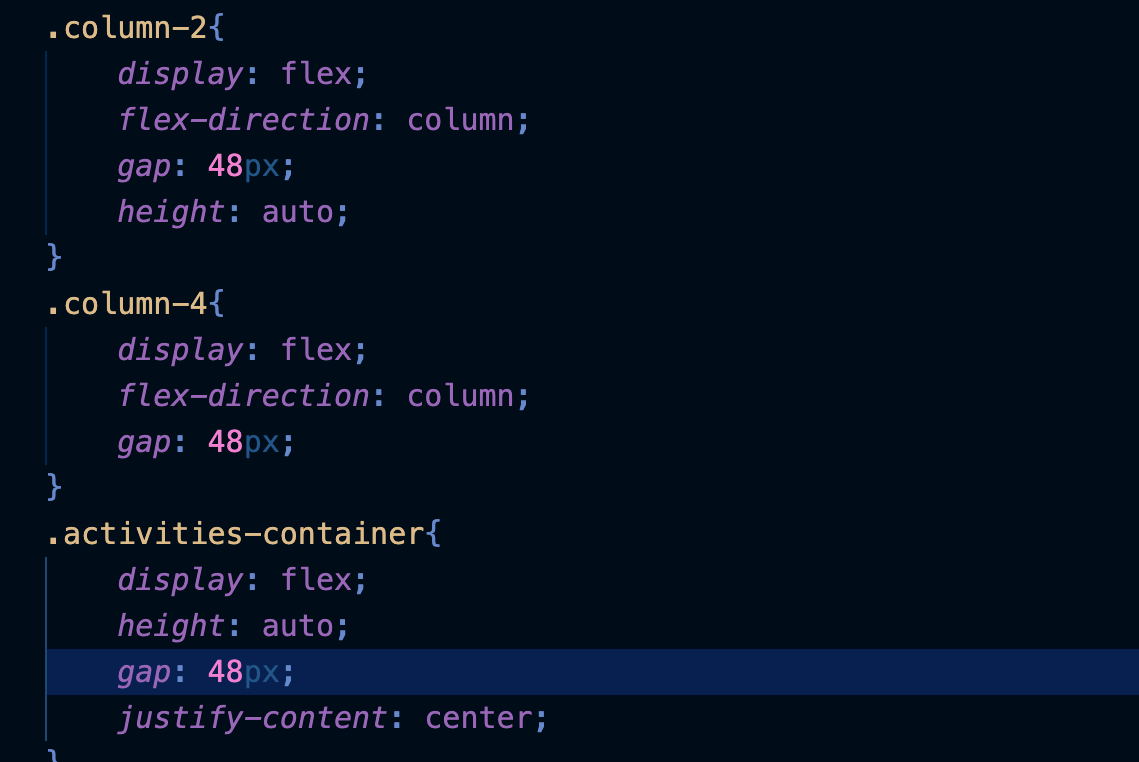 .column-2{
    display: flex;
    flex-direction: column;
    gap: 48px;
    height: auto;
}
.column-4{
    display: flex;
    flex-direction: column;
    gap: 48px;
}
.activities-container{
    display: flex;
    height: auto;
    gap: 48px;
    justify-content: center;
}